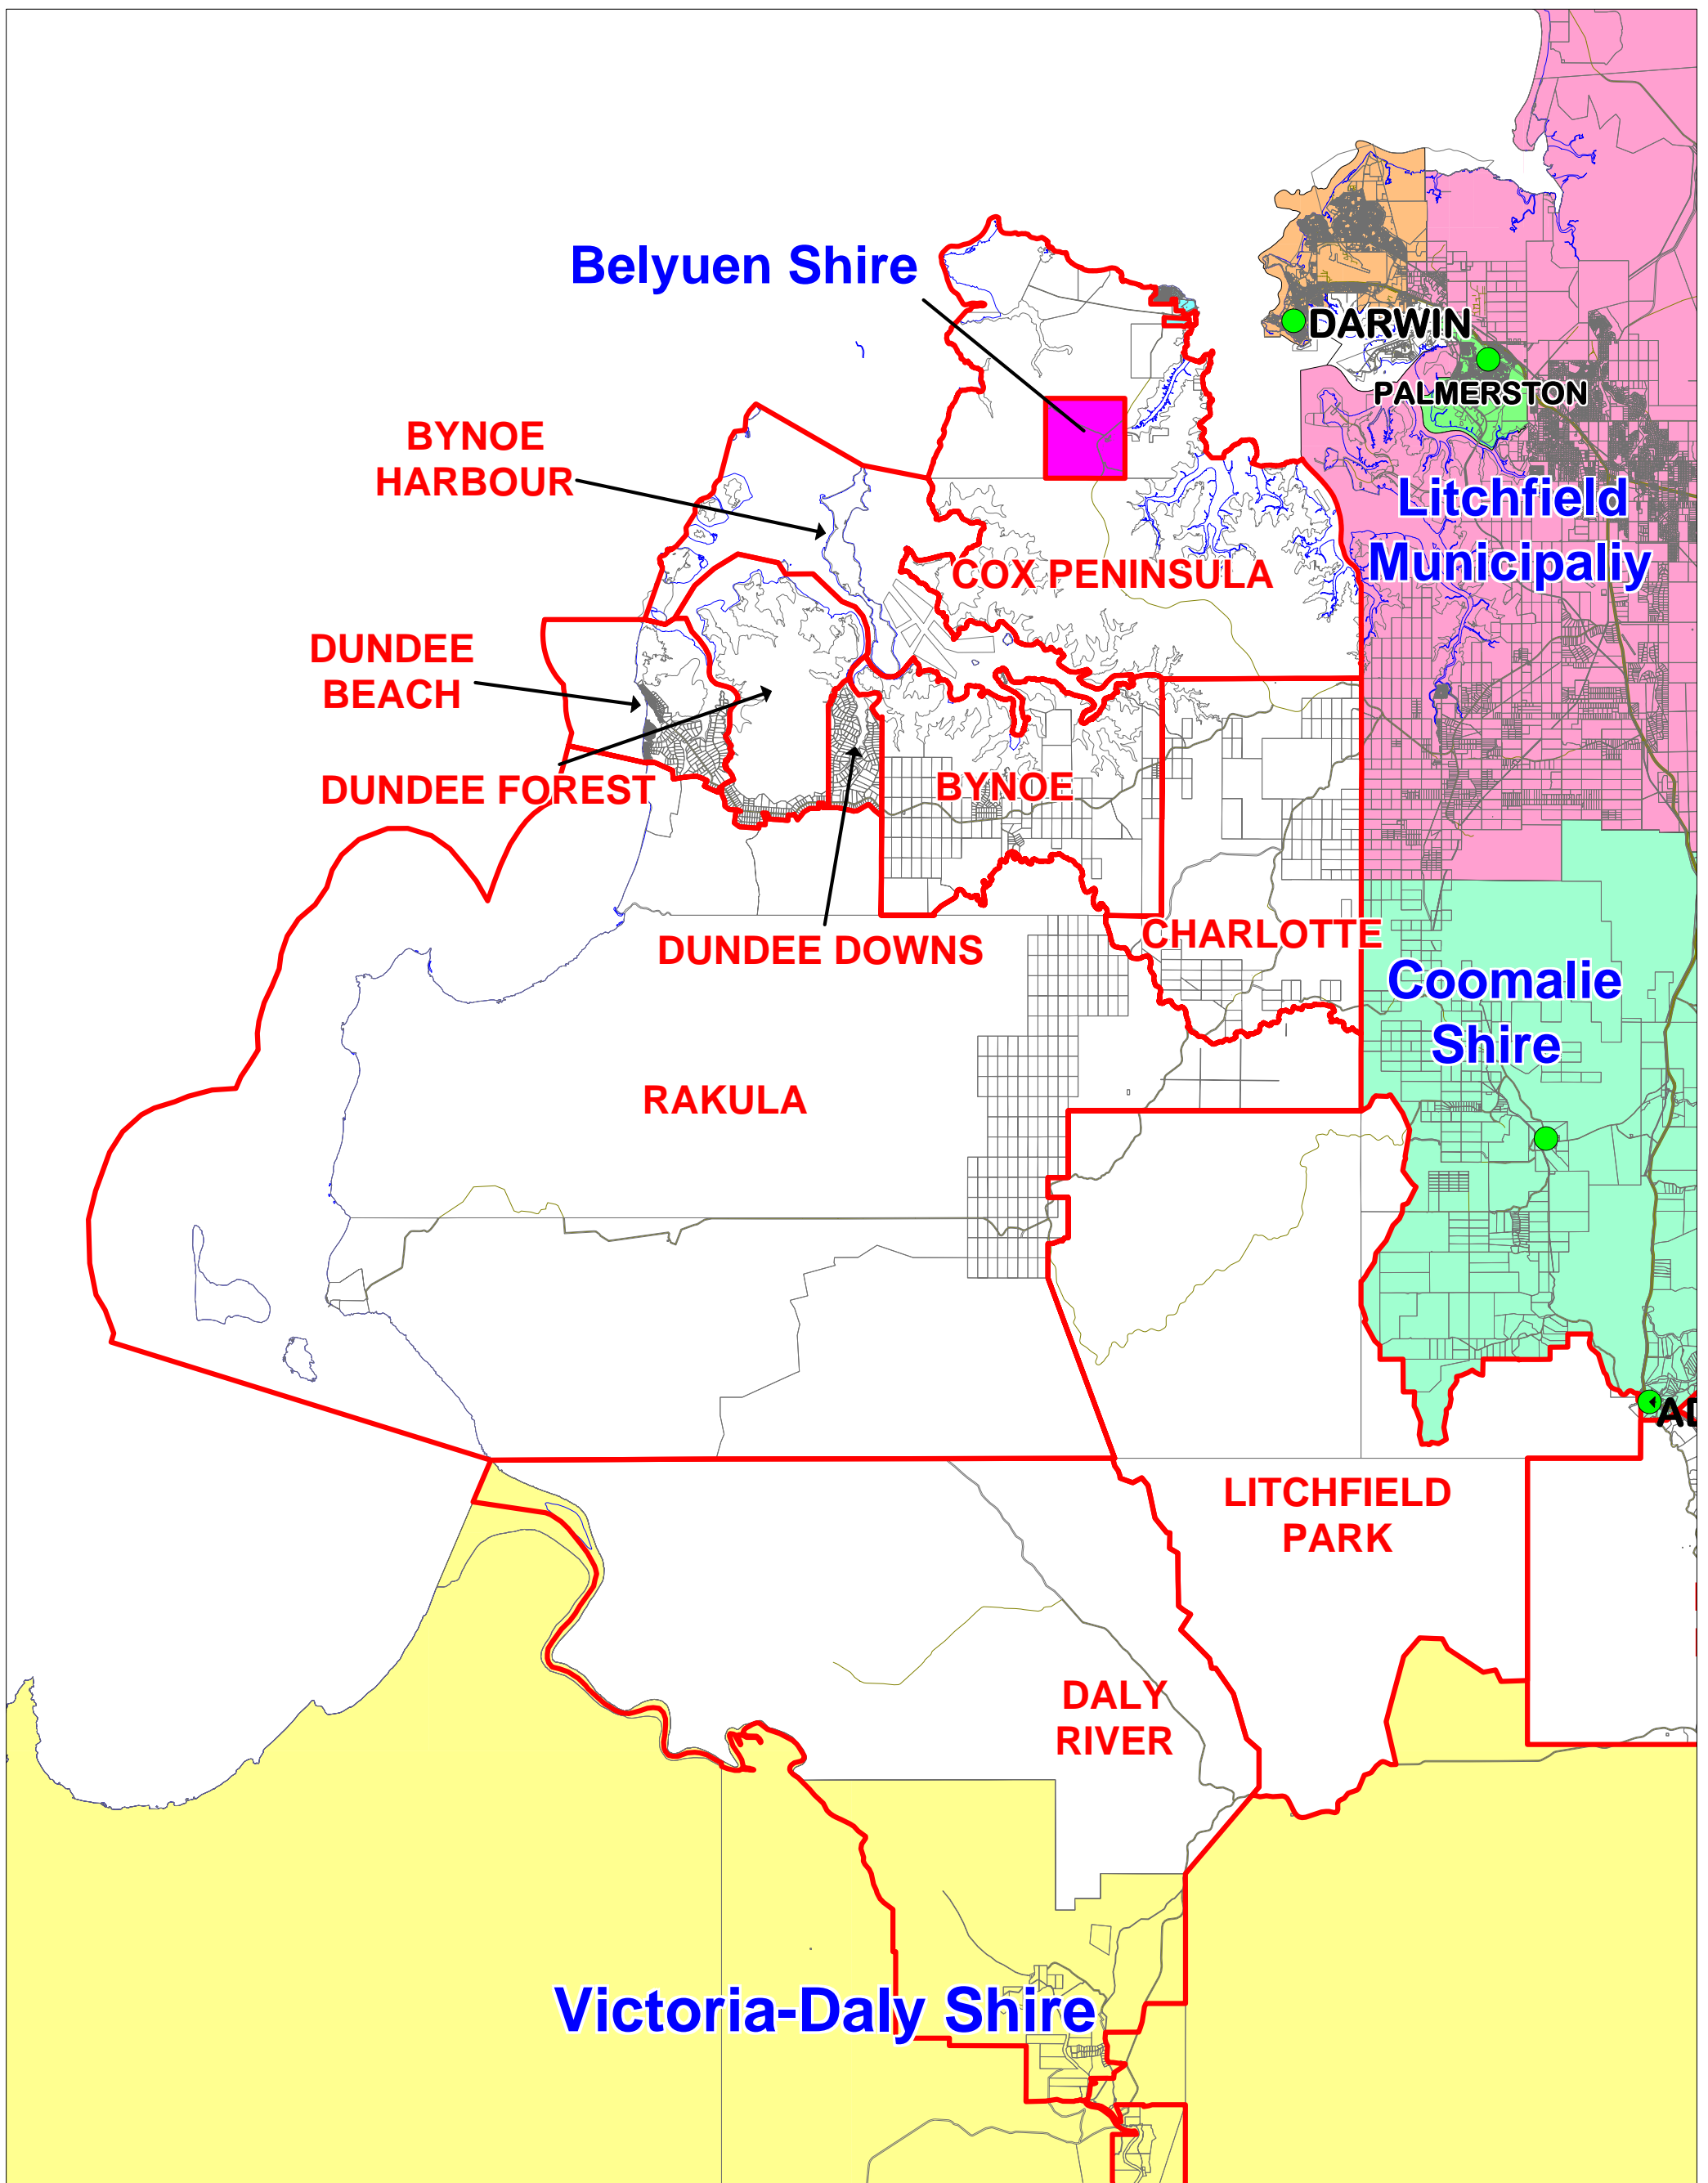 Belyuen Shire
DARWIN
PALMERSTON
BYNOE
HARBOUR
Litchfield
Municipaliy
COX PENINSULA
DUNDEE
BEACH
DUNDEE FOREST
BYNOE
DUNDEE DOWNS
CHARLOTTE
Coomalie
Shire
RAKULA
AD
LITCHFIELD
PARK
DALY
RIVER
Victoria-Daly Shire